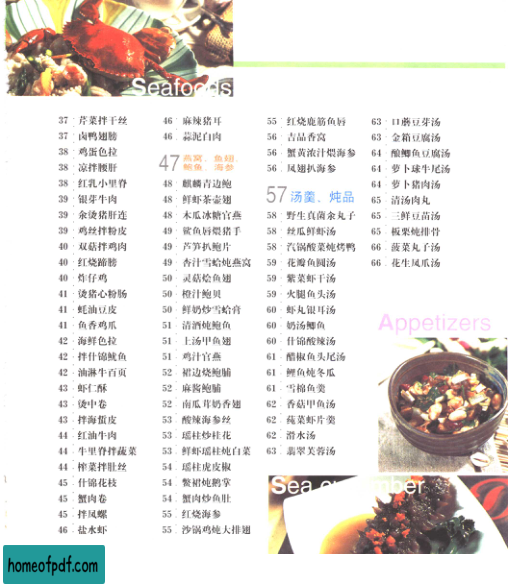 Seafoods
37 芹菜拌干丝
37 卤鸭翅膀
38 鸡蛋色拉
38 凉拌腰肝
38 红乳小里脊
39 银芽牛肉
39 汆烫猪肝连
39 鸡丝拌粉皮
40 双菇拌鸡肉
40 红烧蹄膀
40 炸仔鸡
41 烫猪心粉肠
41 蚝油豆皮
41 鱼香鸡瓜
42 海鲜色拉
42 拌什锦鱿鱼
42 油淋牛百页
43 虾仁酥
43 烫中卷
43 拌海蜇皮
44 红油牛肉
44 牛里脊拌蔬菜
44 榨菜拌肚丝
45 什锦花枝
45 蟹肉卷
45 拌凤螺
46 盐水虾
46 麻辣猪耳
46 蒜泥白肉
47 燕窝、鱼翅、
鲍鱼、海参
48 麒麟青边鲍
48 鲜虾茶壶翅
48 木瓜冰糖官燕
49 鲨鱼唇煨猪手
49 芦笋扒鲍片
49 杏汁雪蛤炖燕窝
50 灵菇烩鱼翅
50 橙汁鲍贝
50 鲜奶炒雪蛤膏
51 清酒炖鲍鱼
51 上汤甲鱼翅
51 鸡汁官燕
52 裙边烧鲍脯
52 麻酱鲍脯
52 南瓜茸奶香翅
53 酸辣海参丝
53 瑶柱炒桂花
53 鲜虾瑶柱炖白菜
54 瑶柱虎皮椒
54 鳖裙炖鹅掌
54 蟹肉炒鱼肚
55 红烧海参
55 沙锅鸡炖大排翅
55 红烧鹿筋鱼唇
56 吉品香窝
56 蟹黄浓汁煨海参
56 凤翅扒海参
57 汤羹、炖品
58 野生真菌汆丸子
58 丝瓜鲜虾汤
58 汽锅酸菜炖烤鸭
59 花瓣鱼圆汤
59 紫菜虾干汤
59 火腿鱼头汤
60 虾丸银耳汤
60 奶汤鲫鱼
60 什锦酸辣汤
61 醋椒鱼头尾汤
61 鲤鱼炖冬瓜
61 雪棉鱼羹
62 香菇甲鱼汤
62 莼菜虾片羹
62 滑水汤
63 翡翠芙蓉汤
63 口蘑豆芽汤
63 金箱豆腐汤
64 酿鲫鱼豆腐汤
64 萝卜球牛尾汤
64 萝卜猪肉汤
65 清汤肉丸
65 三鲜豆苗汤
65 板栗炖排骨
66 菠菜丸子汤
66 花生凤爪汤
Appetizers
Sea cucumber
homeofpdf.com